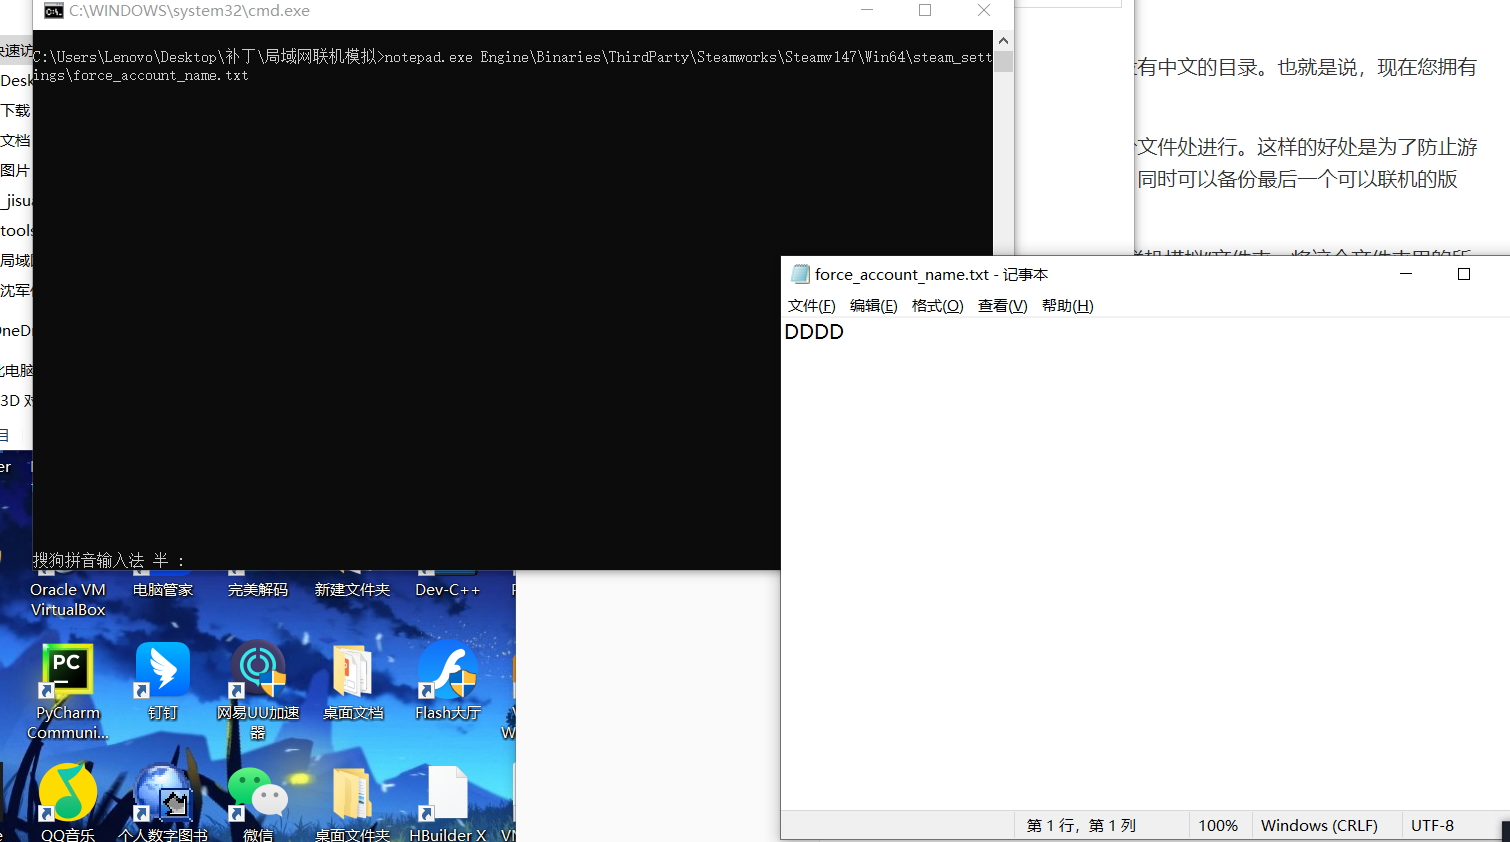 C:\WINDOWS\system32\cmd.exe
C:\Users\Lenovo\Desktop\补丁\局域网联机模拟>notepad.exe Engine\Binaries\ThirdParty\Steamworks\Steamv147\Win64\steam_sett
ings\force_account_name.txt
搜狗拼音输入法 半 :
快速访
Desk
下载
文档
图片
_jisua
tools
局域
沈军
OneD
此电脑
3D 对
目
er
有中文的目录。也就是说，现在您拥有
文件处进行。这样的好处是为了防止游
同时可以备份最后一个可以联机的版
force_account_name.txt - 记事本
文件(F) 编辑(E) 格式(O) 查看(V) 帮助(H)
DDDD
第 1 行，第 1 列 100% Windows (CRLF) UTF-8
Oracle VM
VirtualBox
电脑管家
完美解码
新建文件夹
Dev-C++
PC
PyCharm
Communi...
钉钉
网易UU加速
器
桌面文档
Flash大厅
W
QQ音乐
个人数字图书
微信
桌面文件夹
HBuilder X
VM